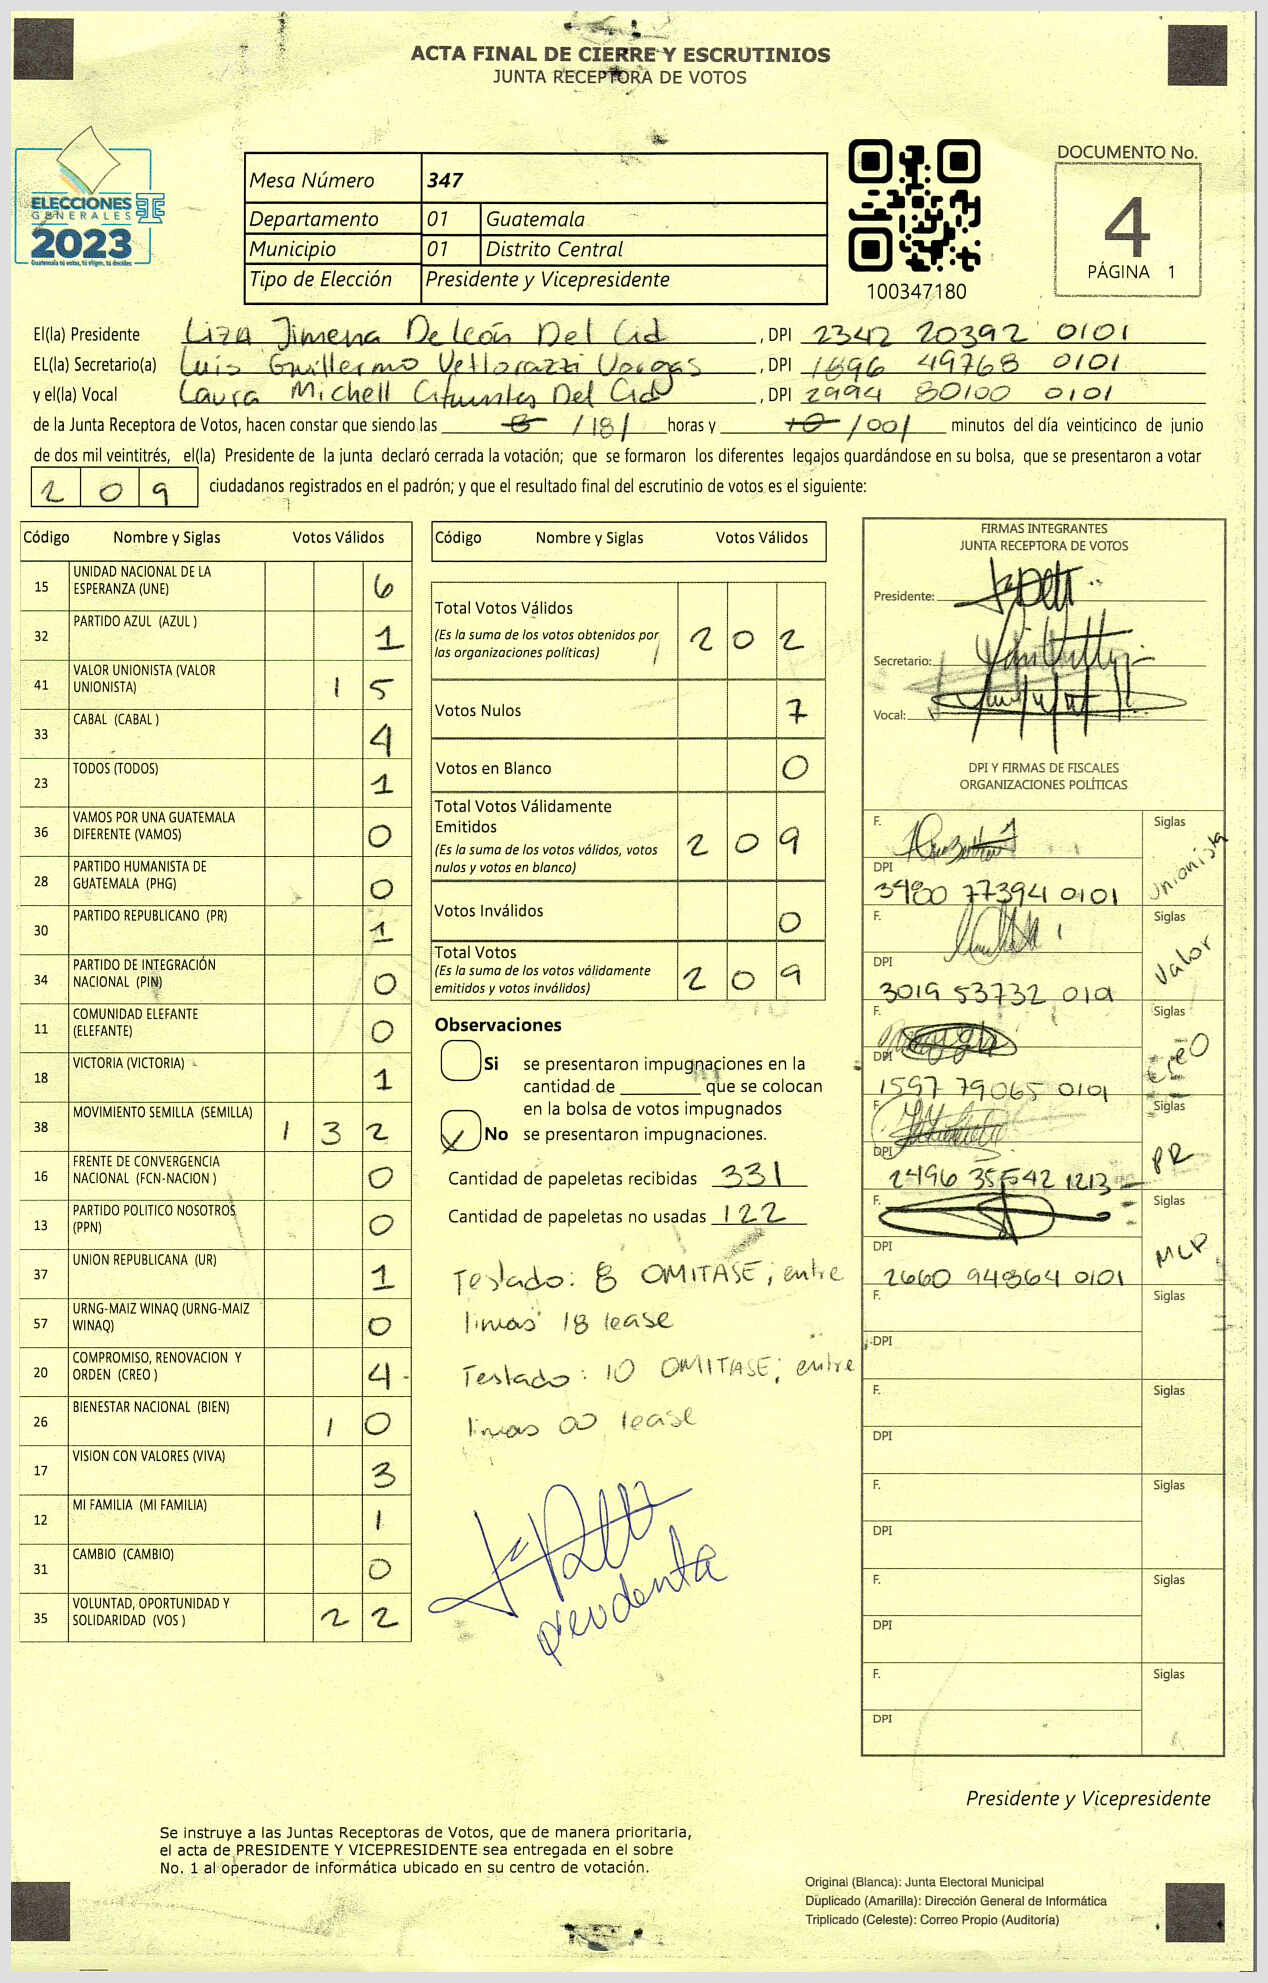 ACTA FINAL DE CIERRE Y ESCRUTINIOS
JUNTA RECEPTORA DE VOTOS
ELECCIONES
GENERALES
2023
Guatemala tú votas, tú eliges, tú decides
TSE
Mesa Número 347
Departamento 01 Guatemala
Municipio 01 Distrito Central
Tipo de Elección Presidente y Vicepresidente
100347180
DOCUMENTO No.
4
PÁGINA 1
El(la) Presidente Liza Jimena De León Del Cid, DPI 2342 20392 0101
EL(la) Secretario(a) Luis Guillermo Vettorazzi Vargas, DPI 1896 49768 0101
y el(la) Vocal Laura Michell Cifuentes Del Cid, DPI 2994 80100 0101
de la Junta Receptora de Votos, hacen constar que siendo las 8 /18/ horas y 10 /00/ minutos del día veinticinco de junio
de dos mil veintitrés, el(la) Presidente de la junta declaró cerrada la votación; que se formaron los diferentes legajos guardándose en su bolsa, que se presentaron a votar
209 ciudadanos registrados en el padrón; y que el resultado final del escrutinio de votos es el siguiente:
Código Nombre y Siglas Votos Válidos
15 UNIDAD NACIONAL DE LA ESPERANZA (UNE) 6
32 PARTIDO AZUL (AZUL ) 1
41 VALOR UNIONISTA (VALOR UNIONISTA) 15
33 CABAL (CABAL ) 4
23 TODOS (TODOS) 1
36 VAMOS POR UNA GUATEMALA DIFERENTE (VAMOS) 0
28 PARTIDO HUMANISTA DE GUATEMALA (PHG) 0
30 PARTIDO REPUBLICANO (PR) 1
34 PARTIDO DE INTEGRACIÓN NACIONAL (PIN) 0
11 COMUNIDAD ELEFANTE (ELEFANTE) 0
18 VICTORIA (VICTORIA) 1
38 MOVIMIENTO SEMILLA (SEMILLA) 132
16 FRENTE DE CONVERGENCIA NACIONAL (FCN-NACION ) 0
13 PARTIDO POLITICO NOSOTROS (PPN) 0
37 UNION REPUBLICANA (UR) 1
57 URNG-MAIZ WINAQ (URNG-MAIZ WINAQ) 0
20 COMPROMISO, RENOVACION Y ORDEN (CREO ) 4
26 BIENESTAR NACIONAL (BIEN) 10
17 VISION CON VALORES (VIVA) 3
12 MI FAMILIA (MI FAMILIA) 1
31 CAMBIO (CAMBIO) 0
35 VOLUNTAD, OPORTUNIDAD Y SOLIDARIDAD (VOS ) 22
Código Nombre y Siglas Votos Válidos
Total Votos Válidos 202
(Es la suma de los votos obtenidos por
las organizaciones políticas)
Votos Nulos 7
Votos en Blanco 0
Total Votos Válidamente
Emitidos 209
(Es la suma de los votos válidos, votos
nulos y votos en blanco)
Votos Inválidos 0
Total Votos 209
(Es la suma de los votos válidamente
emitidos y votos inválidos)
Observaciones
Si se presentaron impugnaciones en la
cantidad de ______ que se colocan
en la bolsa de votos impugnados
X No se presentaron impugnaciones.
Cantidad de papeletas recibidas 331
Cantidad de papeletas no usadas 122
Testado: 8 OMITASE; entre
lineas 18 lease
Testado: 10 OMITASE; entre
lineas 00 lease
FIRMAS INTEGRANTES
JUNTA RECEPTORA DE VOTOS
Presidente:
Secretario:
Vocal:
DPI Y FIRMAS DE FISCALES
ORGANIZACIONES POLÍTICAS
F. Siglas Unionista
DPI
3480 77394 0101
F. Siglas Valor
DPI
3019 53732 0101
F. Siglas CREO
DPI
1597 79065 0101
F. Siglas PR
DPI
2496 35542 1213
F. Siglas MLP
DPI
2660 94864 0101
F. Siglas
DPI
F. Siglas
DPI
F. Siglas
DPI
F. Siglas
DPI
F. Siglas
DPI
Presidente y Vicepresidente
Se instruye a las Juntas Receptoras de Votos, que de manera prioritaria,
el acta de PRESIDENTE Y VICEPRESIDENTE sea entregada en el sobre
No. 1 al operador de informática ubicado en su centro de votación.
Original (Blanca): Junta Electoral Municipal
Duplicado (Amarilla): Dirección General de Informática
Triplicado (Celeste): Correo Propio (Auditoría)